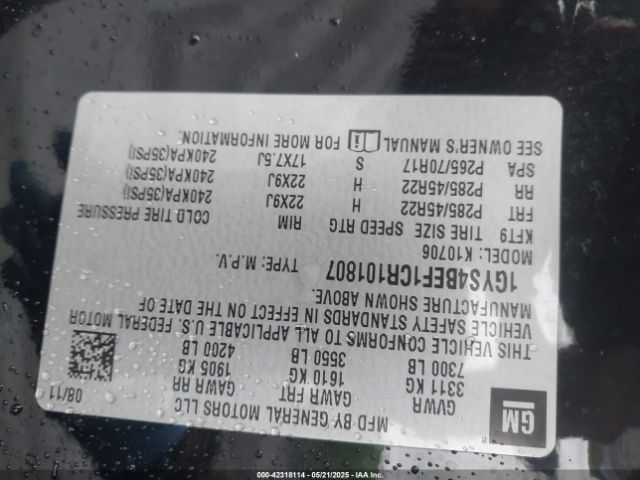 MFD BY GENERAL MOTORS LLC 08/11
GM
GVWR GAWR FRT GAWR RR
3311 KG 1610 KG 1905 KG
7300 LB 3550 LB 4200 LB
THIS VEHICLE CONFORMS TO ALL APPLICABLE U.S. FEDERAL MOTOR
VEHICLE SAFETY STANDARDS IN EFFECT ON THE DATE OF
MANUFACTURE SHOWN ABOVE.
1GYS4BEF1CR101807 TYPE: M.P.V.
MODEL: K10706
KFT9 TIRE SIZE SPEED RTG RIM COLD TIRE PRESSURE
FRT P285/45R22 H 22X9J 240KPA(35PSI)
RR P285/45R22 H 22X9J 240KPA(35PSI)
SPA P265/70R17 S 17X7.5J 240KPA(35PSI)
SEE OWNER'S MANUAL FOR MORE INFORMATION.
000-42318114 — 05/21/2025 — IAAI.COM